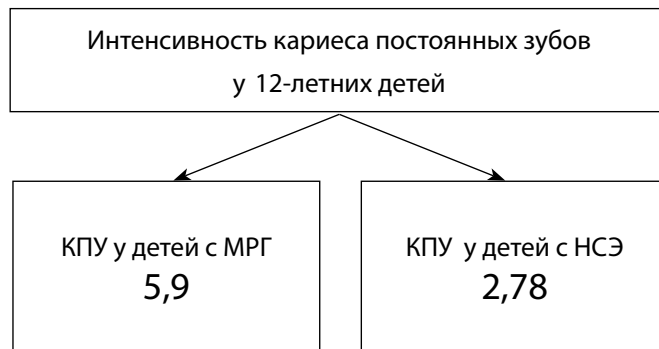 Интенсивность кариеса постоянных зубов
у 12-летних детей
КПУ у детей с МРГ
5,9
КПУ у детей с НСЭ
2,78